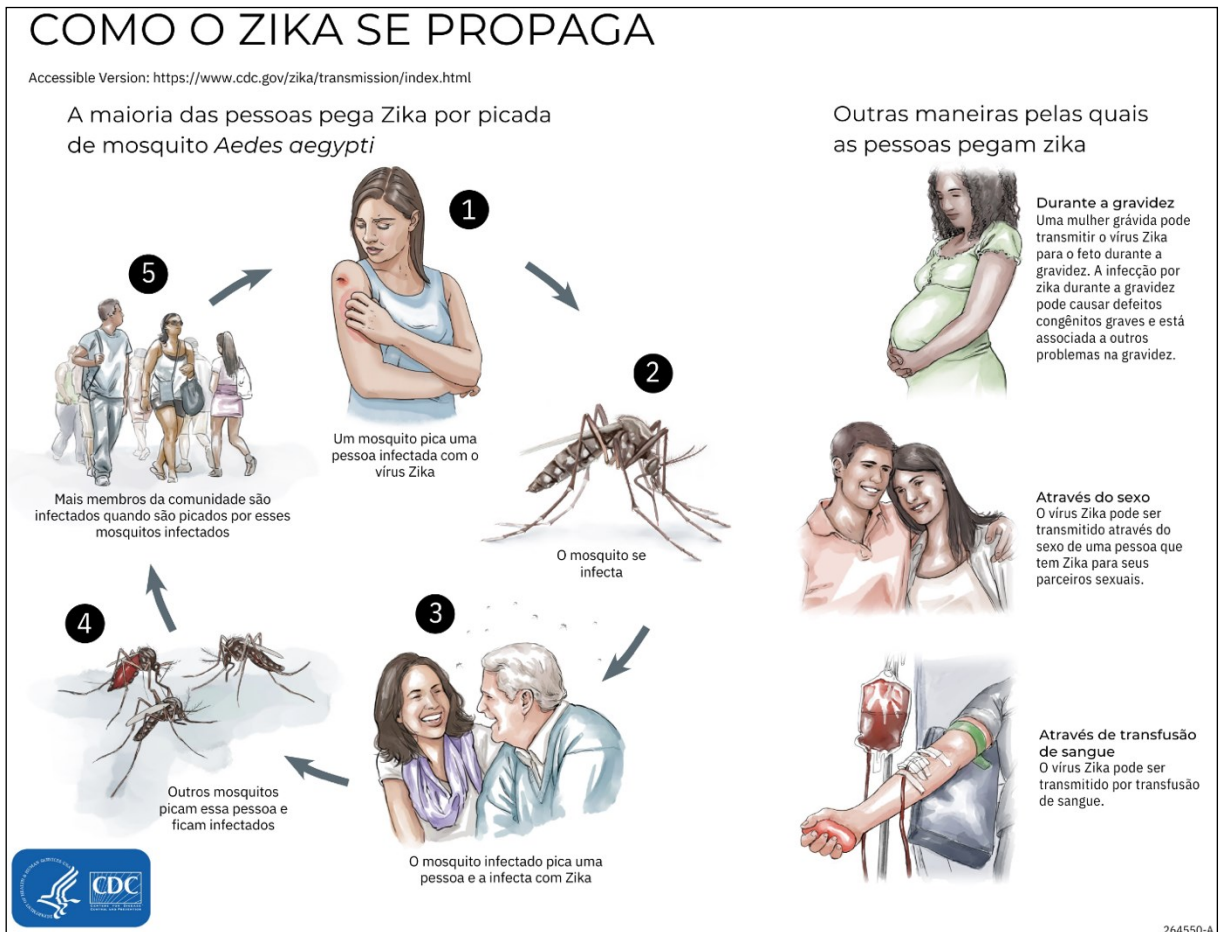 COMO O ZIKA SE PROPAGA
Accessible Version: https://www.cdc.gov/zika/transmission/index.html
A maioria das pessoas pega Zika por picada
de mosquito Aedes aegypti
1
Um mosquito pica uma
pessoa infectada com o
vírus Zika
2
O mosquito se
infecta
3
O mosquito infectado pica uma
pessoa e a infecta com Zika
4
Outros mosquitos
picam essa pessoa e
ficam infectados
5
Mais membros da comunidade são
infectados quando são picados por esses
mosquitos infectados
Outras maneiras pelas quais
as pessoas pegam zika
Durante a gravidez
Uma mulher grávida pode
transmitir o vírus Zika
para o feto durante a
gravidez. A infecção por
zika durante a gravidez
pode causar defeitos
congênitos graves e está
associada a outros
problemas na gravidez.
Através do sexo
O vírus Zika pode ser
transmitido através do
sexo de uma pessoa que
tem Zika para seus
parceiros sexuais.
Através de transfusão
de sangue
O vírus Zika pode ser
transmitido por transfusão
de sangue.
CDC
264550-A